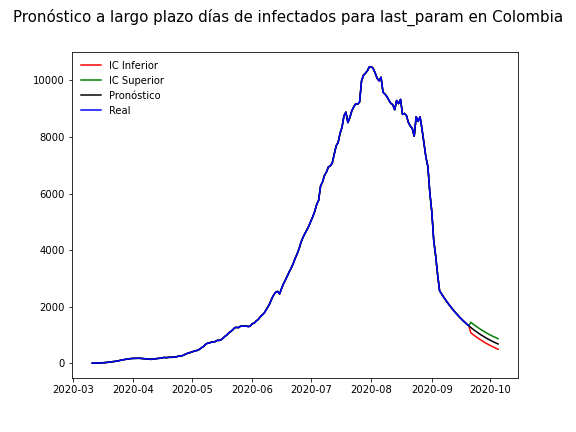 Pronóstico a largo plazo días de infectados para last_param en Colombia
IC Inferior
IC Superior
Pronóstico
Real
10000
8000
6000
4000
2000
0
2020-03 2020-04 2020-05 2020-06 2020-07 2020-08 2020-09 2020-10